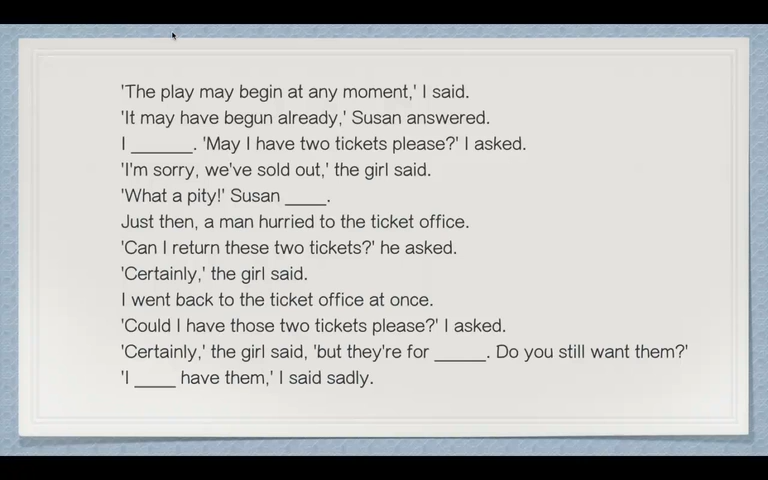 'The play may begin at any moment,' I said.
'It may have begun already,' Susan answered.
I _______. 'May I have two tickets please?' I asked.
'I'm sorry, we've sold out,' the girl said.
'What a pity!' Susan _____.
Just then, a man hurried to the ticket office.
'Can I return these two tickets?' he asked.
'Certainly,' the girl said.
I went back to the ticket office at once.
'Could I have those two tickets please?' I asked.
'Certainly,' the girl said, 'but they're for ______. Do you still want them?'
'I _____ have them,' I said sadly.